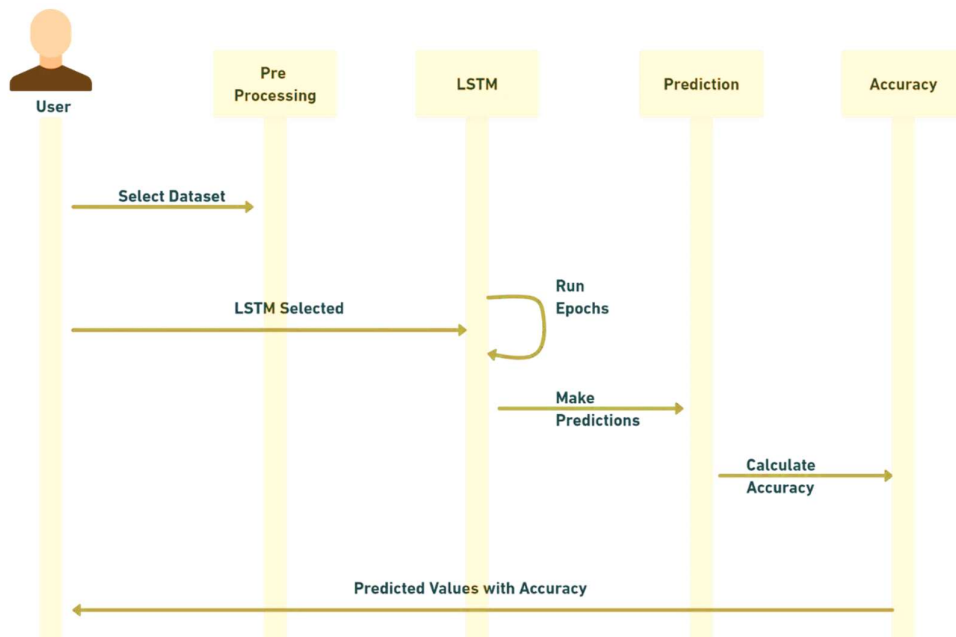 User
Pre
Processing
LSTM
Prediction
Accuracy
Select Dataset
LSTM Selected
Run
Epochs
Make
Predictions
Calculate
Accuracy
Predicted Values with Accuracy